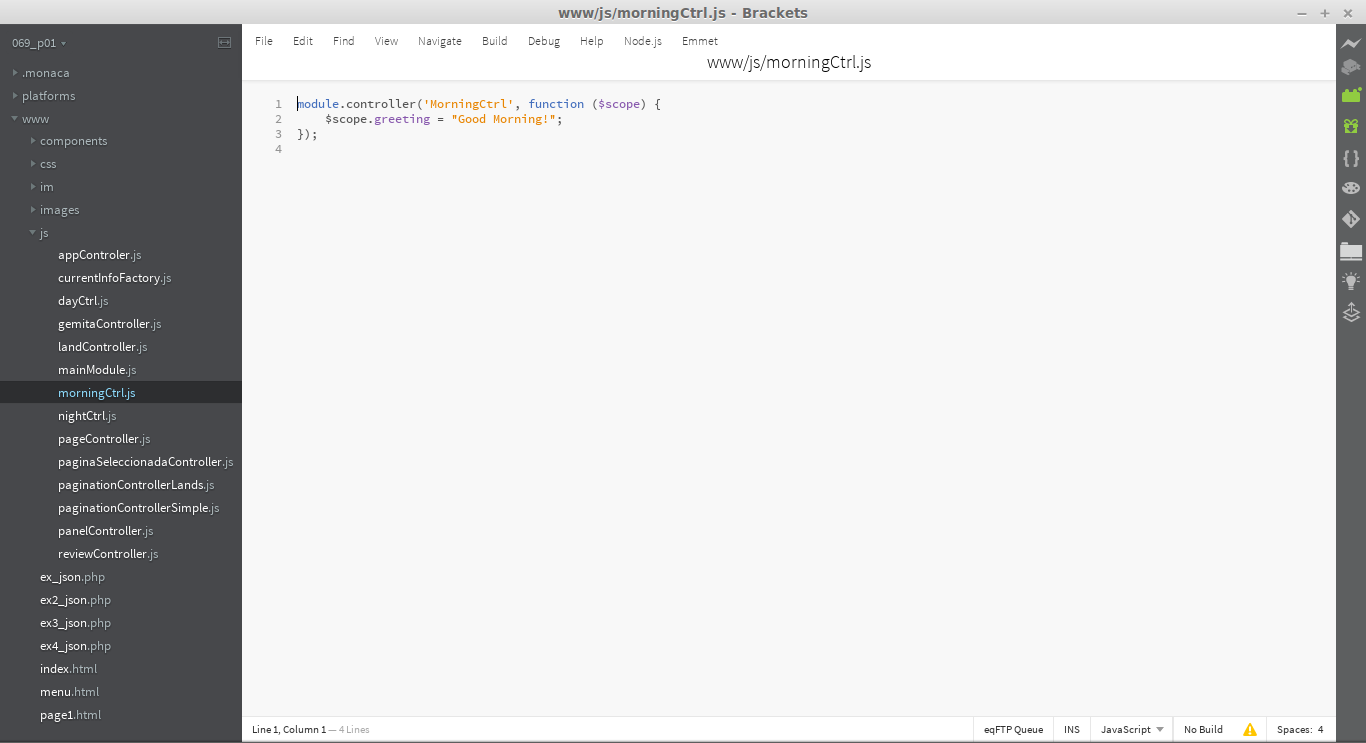 www/js/morningCtrl.js - Brackets
069_p01
.monaca
platforms
www
components
css
im
images
js
appControler.js
currentInfoFactory.js
dayCtrl.js
gemitaController.js
landController.js
mainModule.js
morningCtrl.js
nightCtrl.js
pageController.js
paginaSeleccionadaController.js
paginationControllerLands.js
paginationControllerSimple.js
panelController.js
reviewController.js
ex_json.php
ex2_json.php
ex3_json.php
ex4_json.php
index.html
menu.html
page1.html
File Edit Find View Navigate Build Debug Help Node.js Emmet
www/js/morningCtrl.js
1 module.controller('MorningCtrl', function ($scope) {
2     $scope.greeting = "Good Morning!";
3 });
4
Line 1, Column 1 — 4 Lines
eqFTP Queue INS JavaScript No Build Spaces: 4